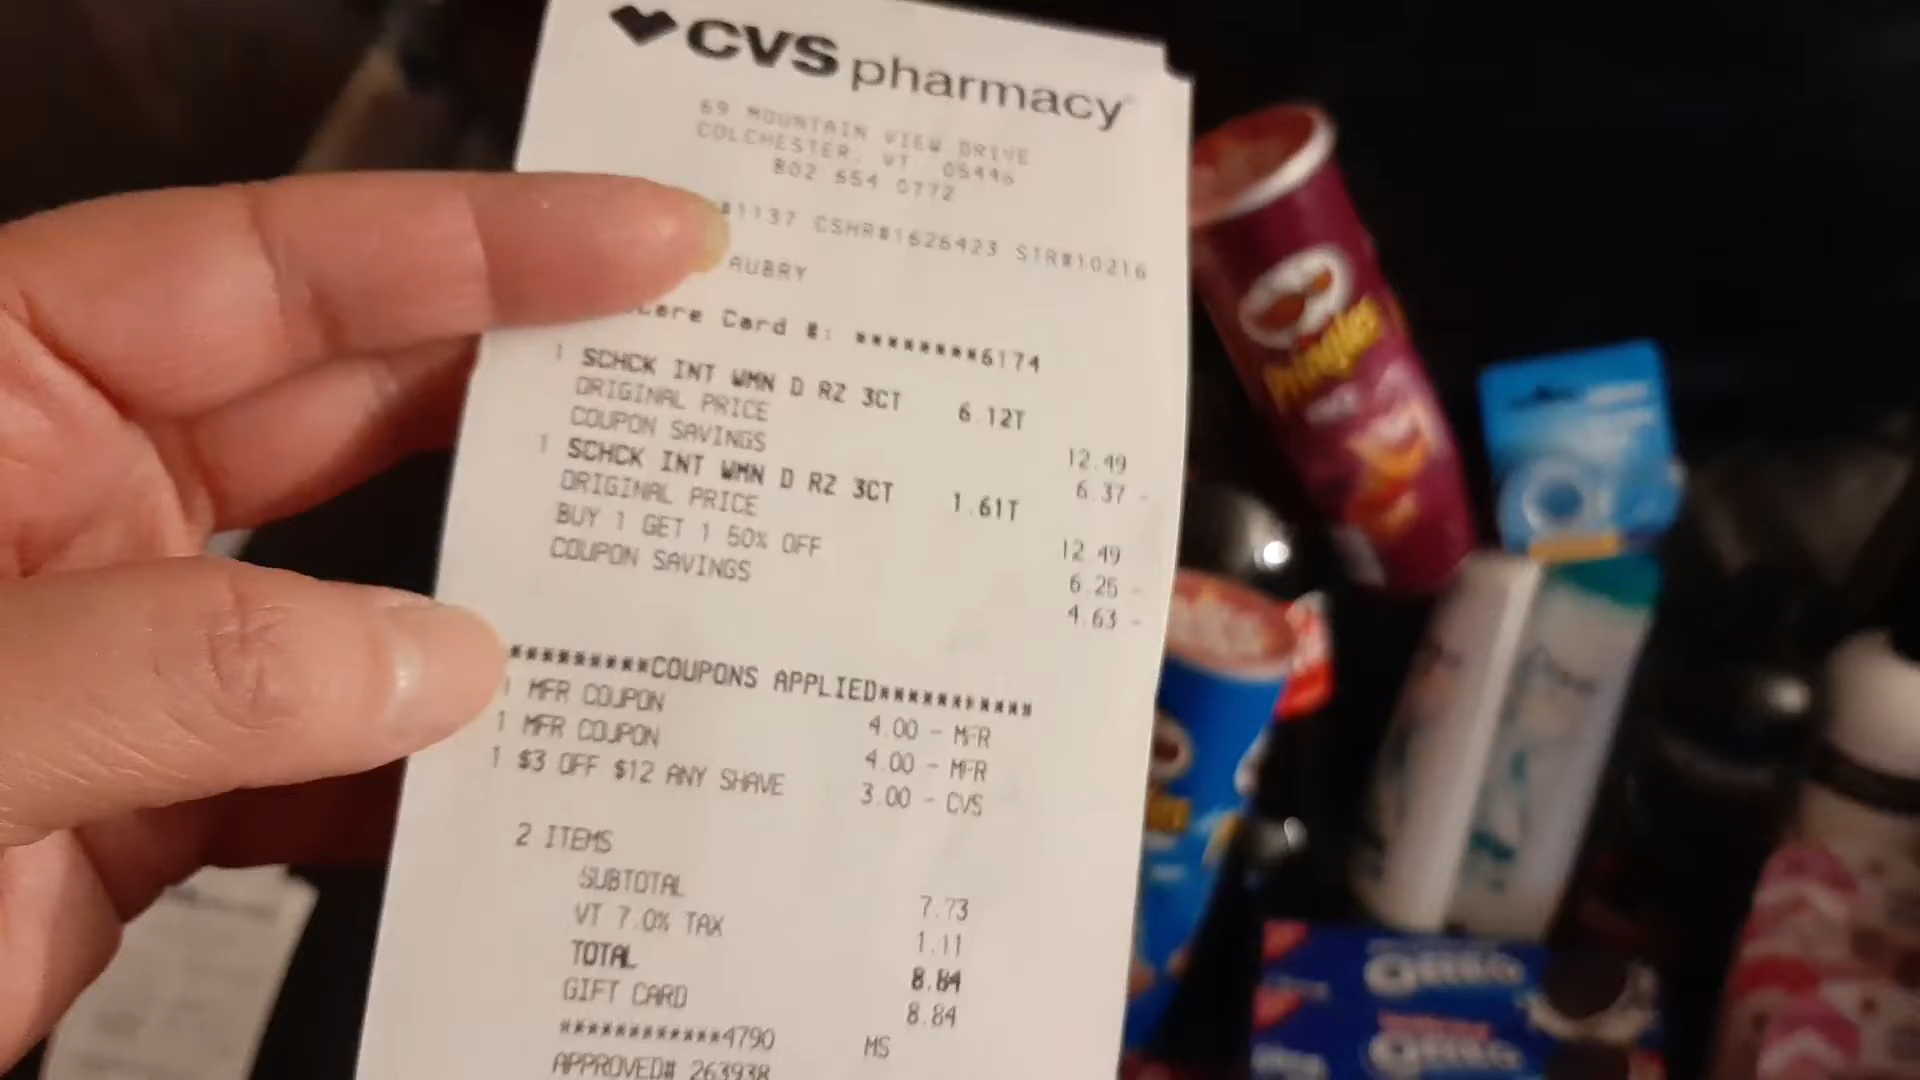 CVS pharmacy
69 MOUNTAIN VIEW DRIVE
COLCHESTER, VT 05446
802 654 0772
#1137 CSHR#1626423 STR#10216
AUBRY
Care Card #: ********6174
1 SCHCK INT WMN D RZ 3CT 6.12T
ORIGINAL PRICE 12.49
COUPON SAVINGS 6.37 -
1 SCHCK INT WMN D RZ 3CT 1.61T
ORIGINAL PRICE 12.49
BUY 1 GET 1 50% OFF 6.25 -
COUPON SAVINGS 4.63 -
*********COUPONS APPLIED***********
1 MFR COUPON 4.00 - MFR
1 MFR COUPON 4.00 - MFR
1 $3 OFF $12 ANY SHAVE 3.00 - CVS
2 ITEMS
SUBTOTAL 7.73
VT 7.0% TAX 1.11
TOTAL 8.84
GIFT CARD 8.84
************4790 MS
APPROVED# 263938
Pringles
OREO
OREO